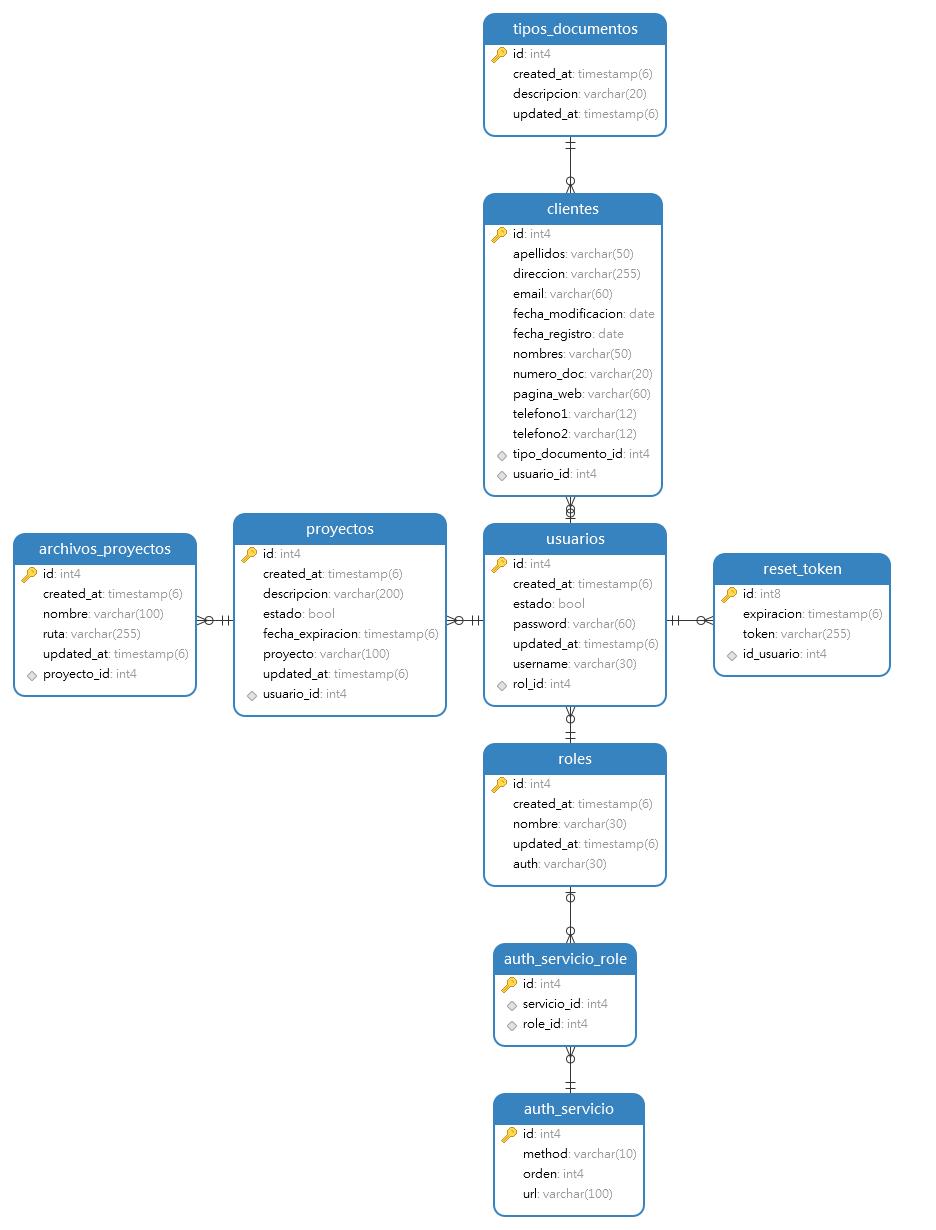 tipos_documentos
id: int4
created_at: timestamp(6)
descripcion: varchar(20)
updated_at: timestamp(6)
clientes
id: int4
apellidos: varchar(50)
direccion: varchar(255)
email: varchar(60)
fecha_modificacion: date
fecha_registro: date
nombres: varchar(50)
numero_doc: varchar(20)
pagina_web: varchar(60)
telefono1: varchar(12)
telefono2: varchar(12)
tipo_documento_id: int4
usuario_id: int4
archivos_proyectos
id: int4
created_at: timestamp(6)
nombre: varchar(100)
ruta: varchar(255)
updated_at: timestamp(6)
proyecto_id: int4
proyectos
id: int4
created_at: timestamp(6)
descripcion: varchar(200)
estado: bool
fecha_expiracion: timestamp(6)
proyecto: varchar(100)
updated_at: timestamp(6)
usuario_id: int4
usuarios
id: int4
created_at: timestamp(6)
estado: bool
password: varchar(60)
updated_at: timestamp(6)
username: varchar(30)
rol_id: int4
reset_token
id: int8
expiracion: timestamp(6)
token: varchar(255)
id_usuario: int4
roles
id: int4
created_at: timestamp(6)
nombre: varchar(30)
updated_at: timestamp(6)
auth: varchar(30)
auth_servicio_role
id: int4
servicio_id: int4
role_id: int4
auth_servicio
id: int4
method: varchar(10)
orden: int4
url: varchar(100)